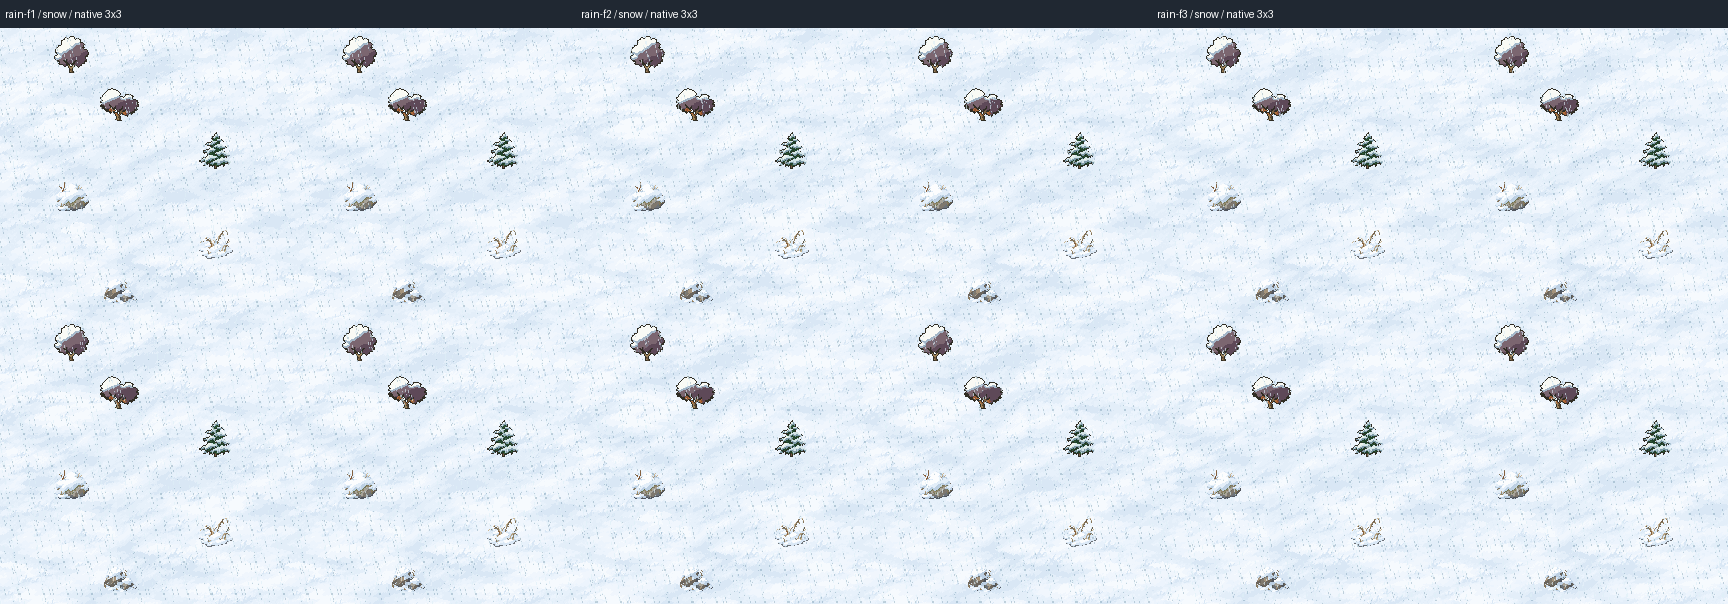 rain-f1 / snow / native 3x3
rain-f2 / snow / native 3x3
rain-f3 / snow / native 3x3